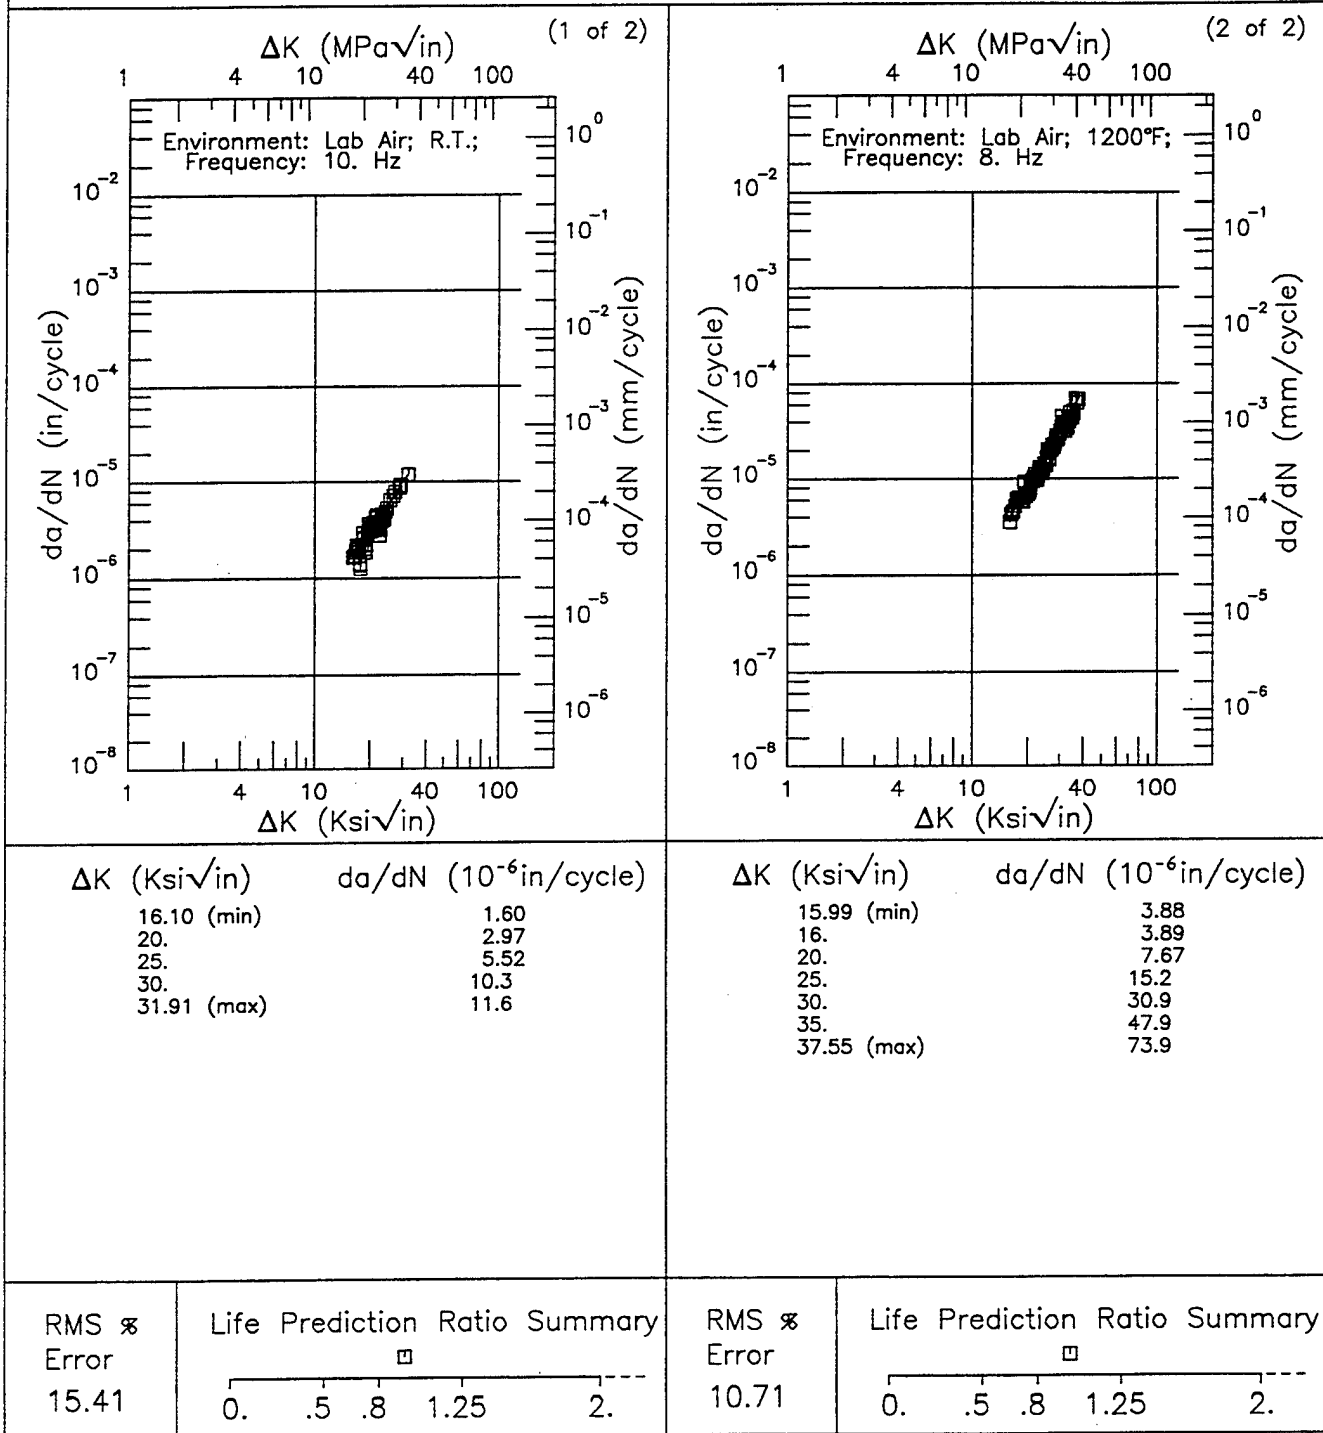 (1 of 2)
ΔK (MPa√in)
1 4 10 40 100
Environment: Lab Air; R.T.;
Frequency: 10. Hz
10⁰
10⁻¹
10⁻²
10⁻³
10⁻⁴
10⁻⁵
10⁻⁶
da/dN (mm/cycle)
10⁻²
10⁻³
10⁻⁴
10⁻⁵
10⁻⁶
10⁻⁷
10⁻⁸
da/dN (in/cycle)
1 4 10 40 100
ΔK (Ksi√in)
ΔK (Ksi√in) da/dN (10⁻⁶in/cycle)
16.10 (min) 1.60
20. 2.97
25. 5.52
30. 10.3
31.91 (max) 11.6
RMS %
Error
15.41
Life Prediction Ratio Summary
0. .5 .8 1.25 2.
(2 of 2)
ΔK (MPa√in)
1 4 10 40 100
Environment: Lab Air; 1200°F;
Frequency: 8. Hz
10⁰
10⁻¹
10⁻²
10⁻³
10⁻⁴
10⁻⁵
10⁻⁶
da/dN (mm/cycle)
10⁻²
10⁻³
10⁻⁴
10⁻⁵
10⁻⁶
10⁻⁷
10⁻⁸
da/dN (in/cycle)
1 4 10 40 100
ΔK (Ksi√in)
ΔK (Ksi√in) da/dN (10⁻⁶in/cycle)
15.99 (min) 3.88
16. 3.89
20. 7.67
25. 15.2
30. 30.9
35. 47.9
37.55 (max) 73.9
RMS %
Error
10.71
Life Prediction Ratio Summary
0. .5 .8 1.25 2.